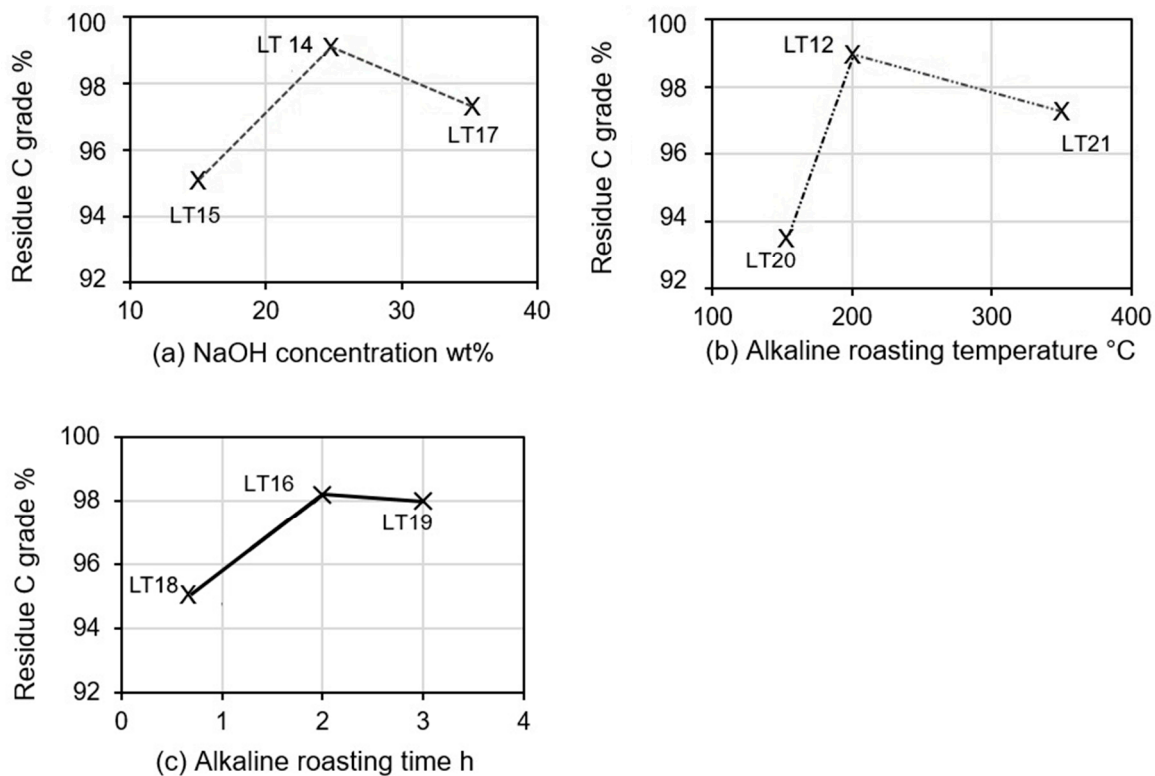 Residue C grade %
100
98
96
94
92
LT 14
LT17
LT15
10 20 30 40
(a) NaOH concentration wt%
Residue C grade %
100
98
96
94
92
LT12
LT21
LT20
100 200 300 400
(b) Alkaline roasting temperature °C
Residue C grade %
100
98
96
94
92
LT16
LT19
LT18
0 1 2 3 4
(c) Alkaline roasting time h